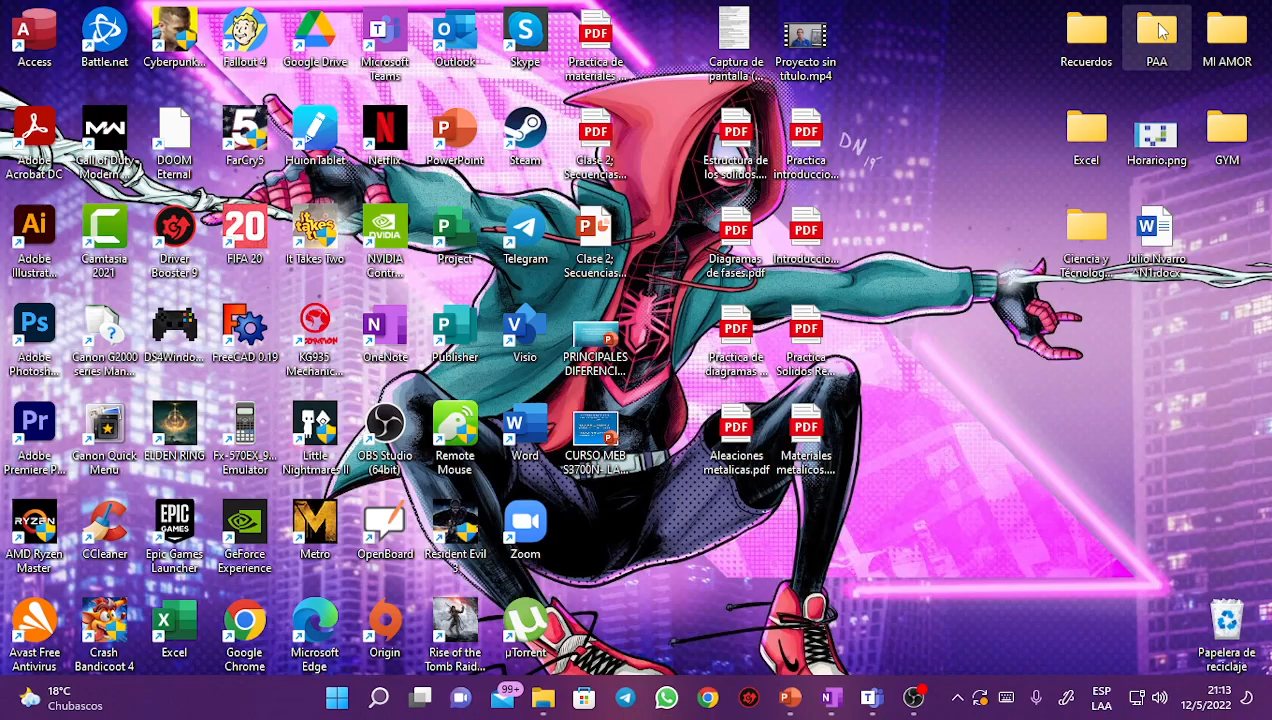 Access
Battle.net
Cyberpunk...
Fallout 4
Google Drive
Microsoft
Teams
Outlook
Skype
Practica de
materiales ...
Captura de
pantalla (...
Proyecto sin
título.mp4
Recuerdos
PAA
MI AMOR
Adobe
Acrobat DC
Call of Duty
Modern...
DOOM
Eternal
FarCry5
HuionTablet
Netflix
PowerPoint
Steam
Clase 2;
Secuencias...
Estructura de
los solidos....
Practica
introduccio...
Excel
Horario.png
GYM
Adobe
Illustrat...
Camtasia
2021
Driver
Booster 9
FIFA 20
It Takes Two
NVIDIA
Contr...
Project
Telegram
Clase 2;
Secuencias...
Diagramas
de fases.pdf
Introduccio...
Ciencia y
Tecnolog...
Julio Nvarro
AN1.docx
Adobe
Photosh...
Canon G2000
series Man...
DS4Windo...
FreeCAD 0.19
KG935
Mechanic...
OneNote
Publisher
Visio
PRINCIPALES
DIFERENCI...
Practica de
diagramas ...
Practica
Solidos Re...
Adobe
Premiere P...
Canon Quick
Menu
ELDEN RING
Fx-570EX_9...
Emulator
Little
Nightmares II
OBS Studio
(64bit)
Remote
Mouse
Word
CURSO MEB
S3700N- LA...
Aleaciones
metalicas.pdf
Materiales
metalicos....
AMD Ryzen
Master
CCleaner
Epic Games
Launcher
GeForce
Experience
Metro
OpenBoard
Resident Evil
3
Zoom
Avast Free
Antivirus
Crash
Bandicoot 4
Excel
Google
Chrome
Microsoft
Edge
Origin
Rise of the
Tomb Raid...
µTorrent
Papelera de
reciclaje
18°C
Chubascos
99+
ESP
LAA
21:13
12/5/2022